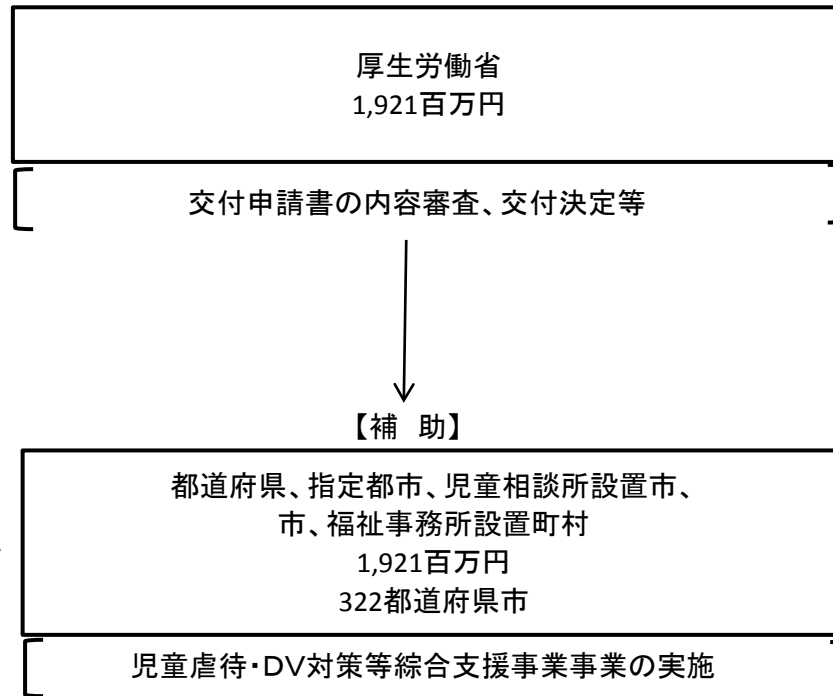 厚生労働省
1,921百万円
交付申請書の内容審査、交付決定等
【補　助】
都道府県、指定都市、児童相談所設置市、
市、福祉事務所設置町村
1,921百万円
322都道府県市
児童虐待・DV対策等綜合支援事業事業の実施